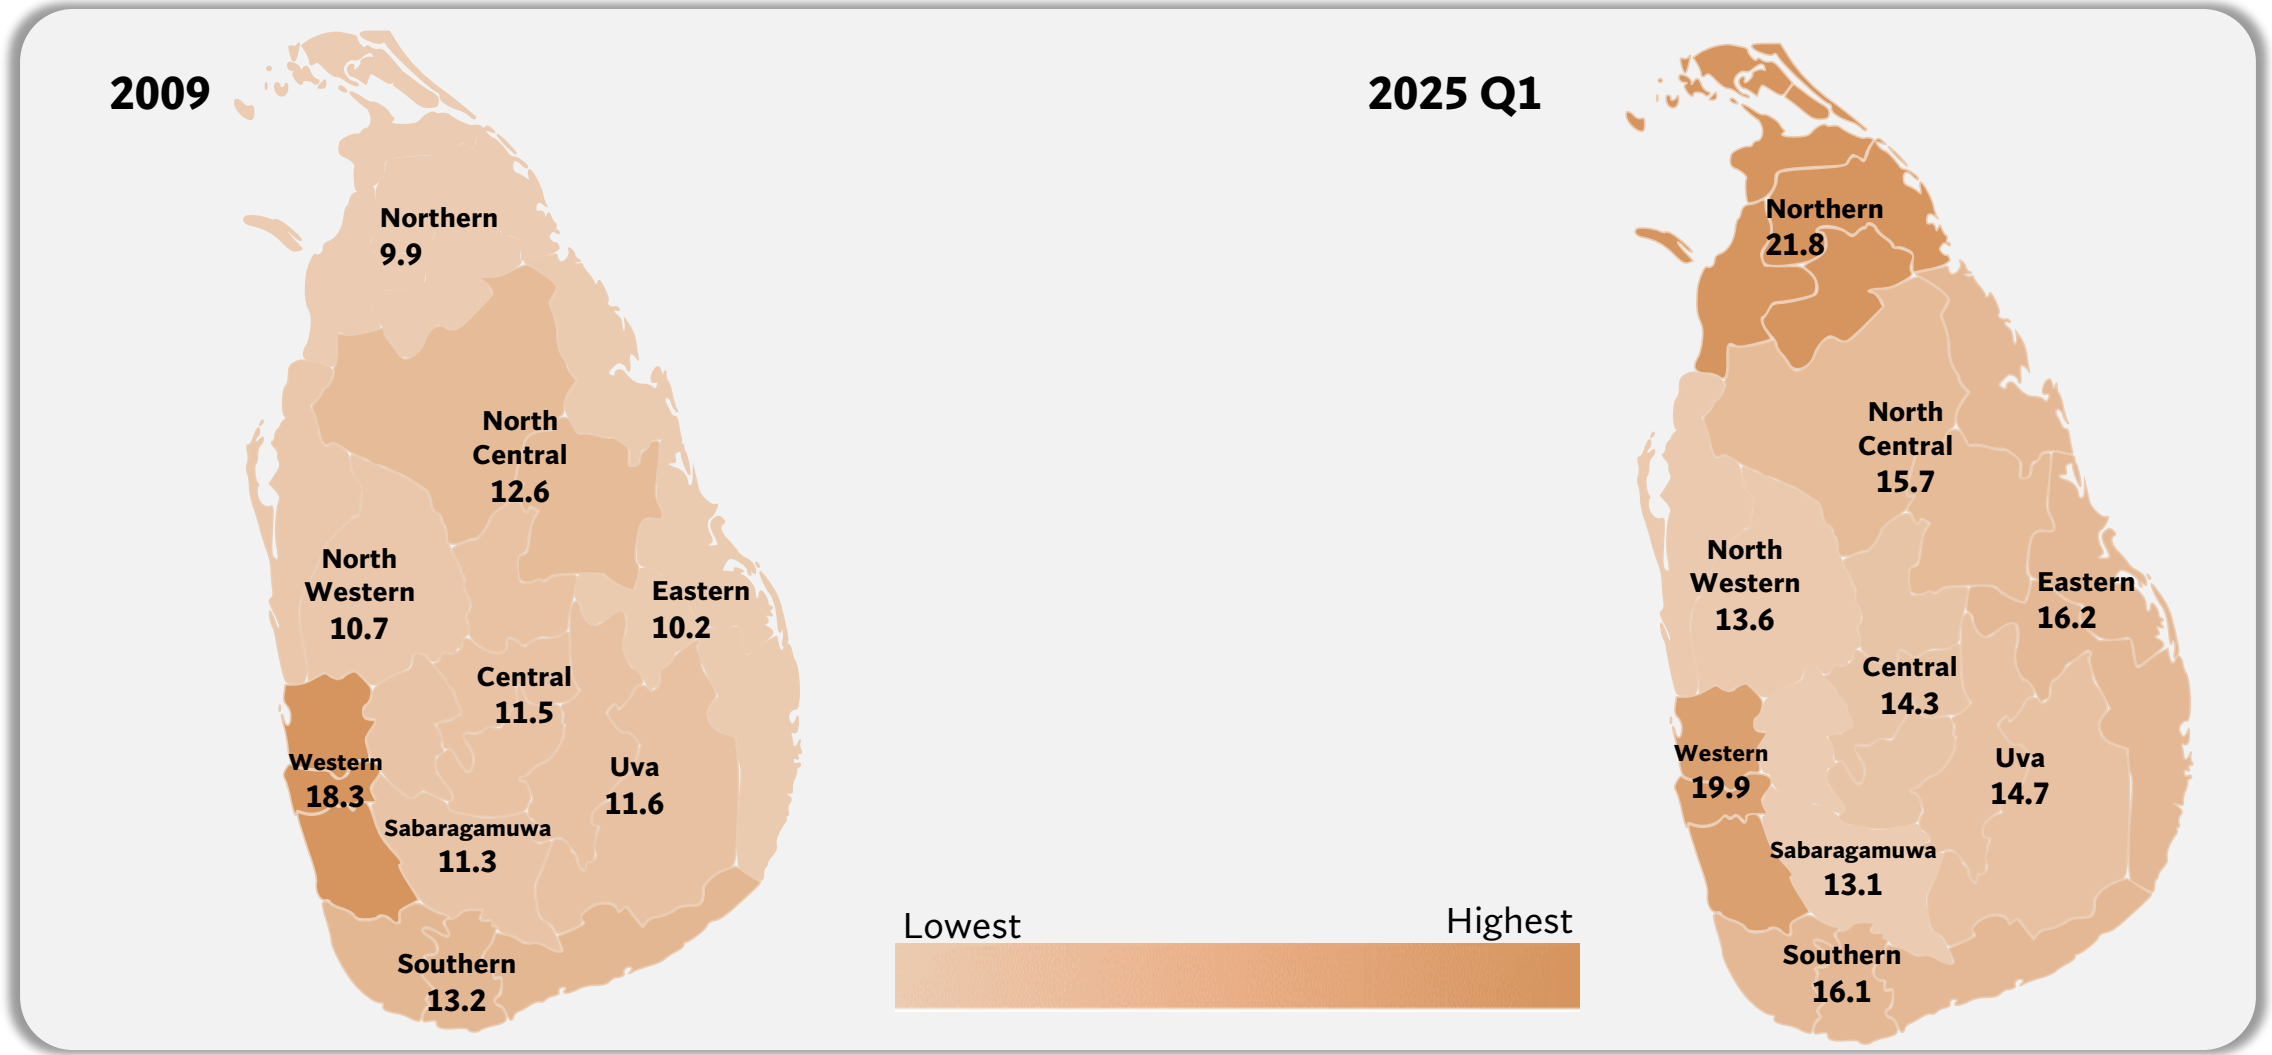 2009
Northern
9.9
North
Central
12.6
North
Western
10.7
Eastern
10.2
Central
11.5
Western
18.3
Uva
11.6
Sabaragamuwa
11.3
Southern
13.2
Lowest
Highest
2025 Q1
Northern
21.8
North
Central
15.7
North
Western
13.6
Eastern
16.2
Central
14.3
Western
19.9
Uva
14.7
Sabaragamuwa
13.1
Southern
16.1